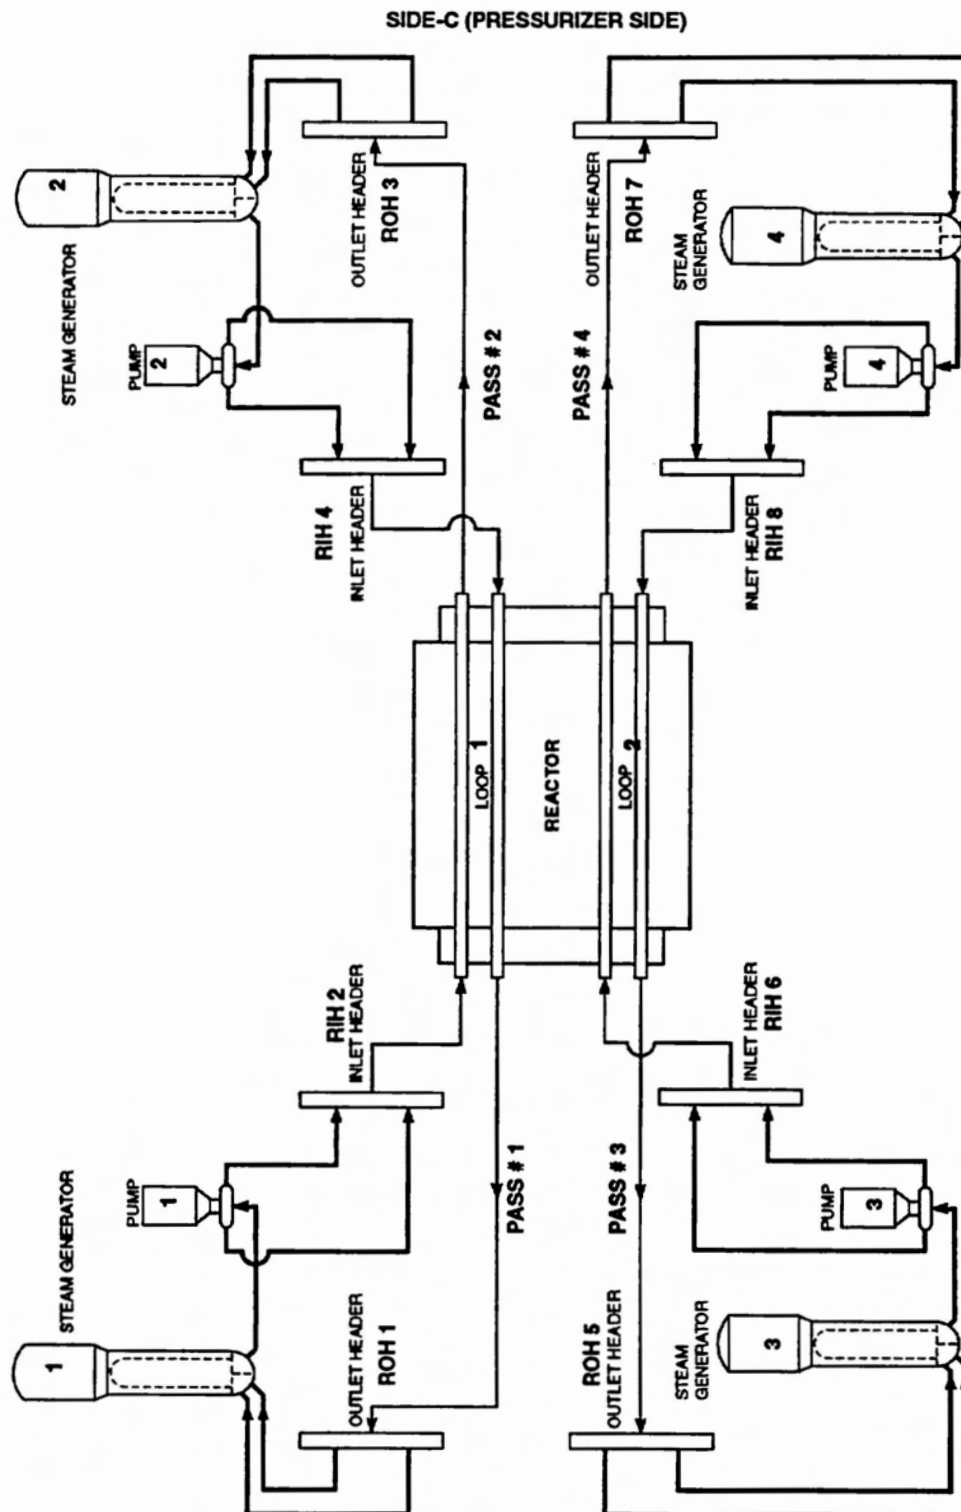 SIDE-C (PRESSURIZER SIDE)
2
STEAM GENERATOR
PUMP
2
OUTLET HEADER
ROH 3
RIH 4
INLET HEADER
PASS # 2
OUTLET HEADER
ROH 7
PASS # 4
STEAM
GENERATOR
4
PUMP
4
INLET HEADER
RIH 8
LOOP 1
REACTOR
LOOP 2
RIH 2
INLET HEADER
INLET HEADER
RIH 6
STEAM GENERATOR
1
PUMP
1
OUTLET HEADER
ROH 1
PASS # 1
PASS # 3
ROH 5
OUTLET HEADER
STEAM
GENERATOR
3
PUMP
3